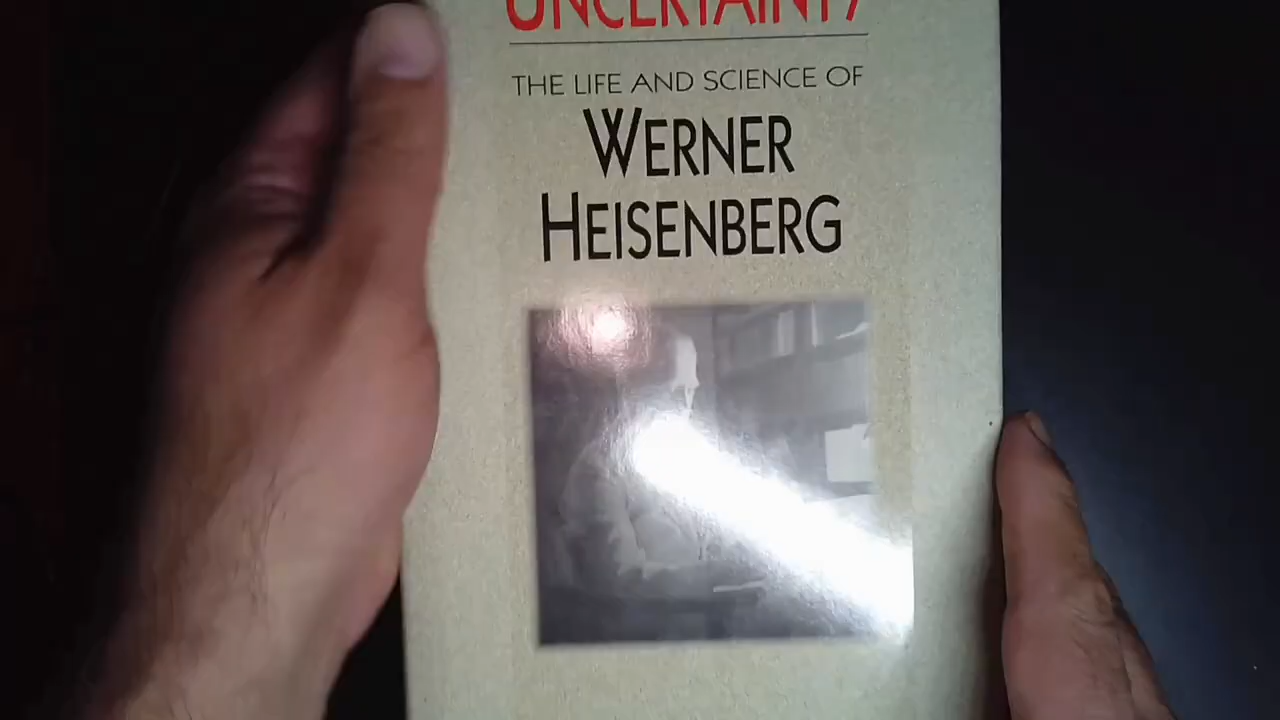 UNCERTAINTY
THE LIFE AND SCIENCE OF
WERNER
HEISENBERG